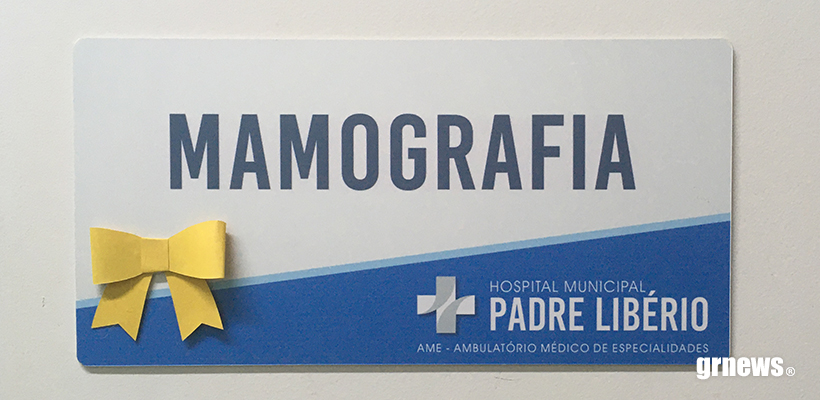 MAMOGRAFIA
HOSPITAL MUNICIPAL
PADRE LIBÉRIO
AME - AMBULATÓRIO MÉDICO DE ESPECIALIDADES
grnews®